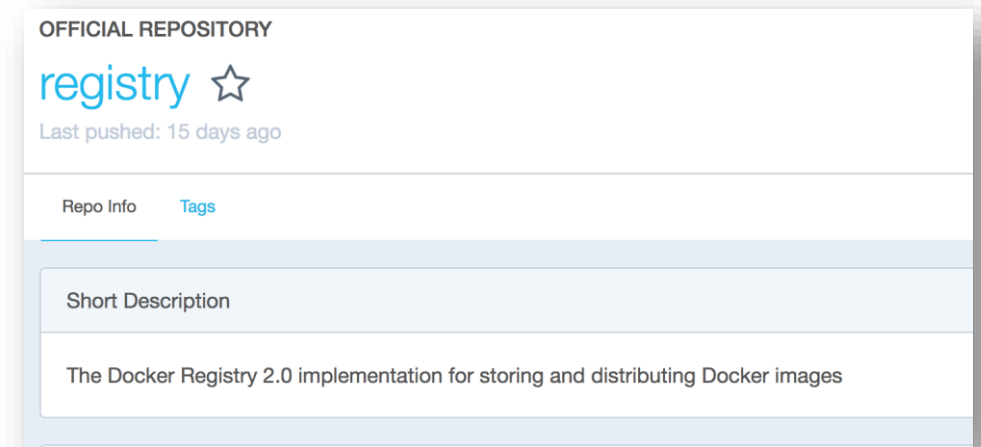 OFFICIAL REPOSITORY
registry
Last pushed: 15 days ago
Repo Info Tags
Short Description
The Docker Registry 2.0 implementation for storing and distributing Docker images